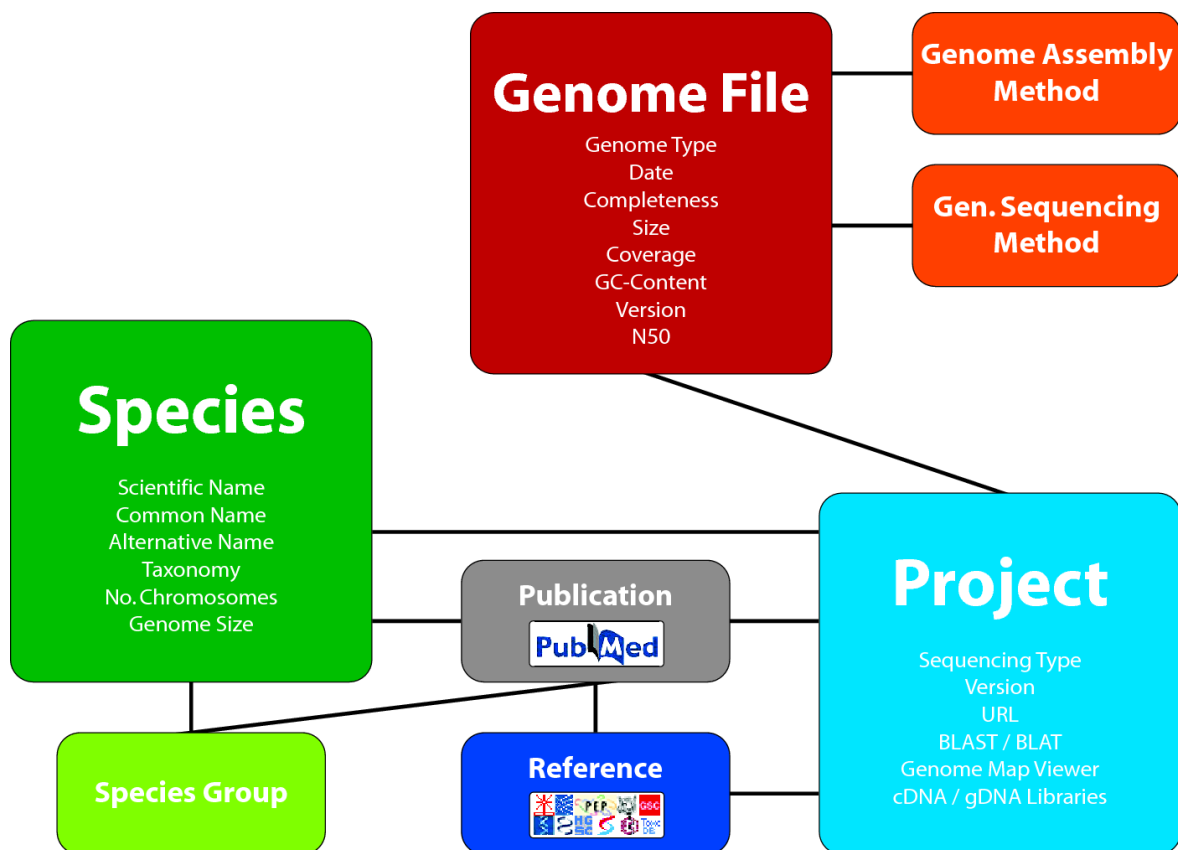 Genome File
Genome Type
Date
Completeness
Size
Coverage
GC-Content
Version
N50
Genome Assembly
Method
Gen. Sequencing
Method
Species
Scientific Name
Common Name
Alternative Name
Taxonomy
No. Chromosomes
Genome Size
Publication
PubMed
Project
Sequencing Type
Version
URL
BLAST / BLAT
Genome Map Viewer
cDNA / gDNA Libraries
Species Group
Reference
PEP
GSC
HG
SC